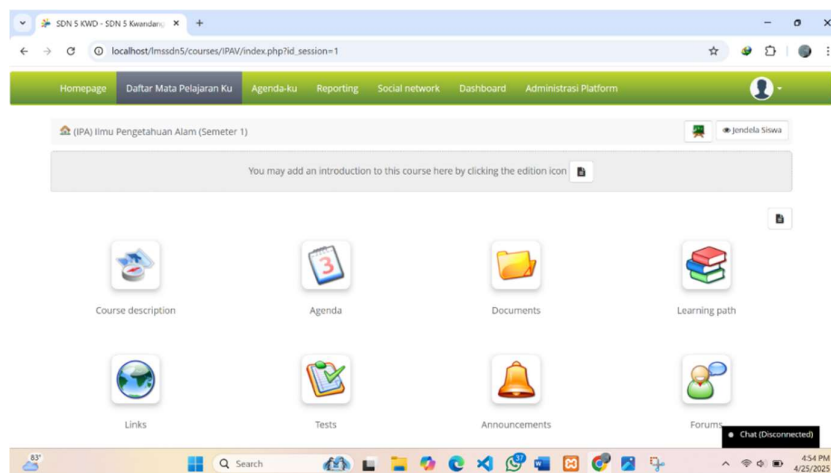 SDN 5 KWD - SDN 5 Kwandang
localhost/lmssdn5/courses/IPAV/index.php?id_session=1
Homepage Daftar Mata Pelajaran Ku Agenda-ku Reporting Social network Dashboard Administrasi Platform
(IPA) Ilmu Pengetahuan Alam (Semeter 1) Jendela Siswa
You may add an introduction to this course here by clicking the edition icon
3
Course description Agenda Documents Learning path
Links Tests Announcements Forums
Chat (Disconnected)
83° Search 37 4:54 PM
4/25/2025